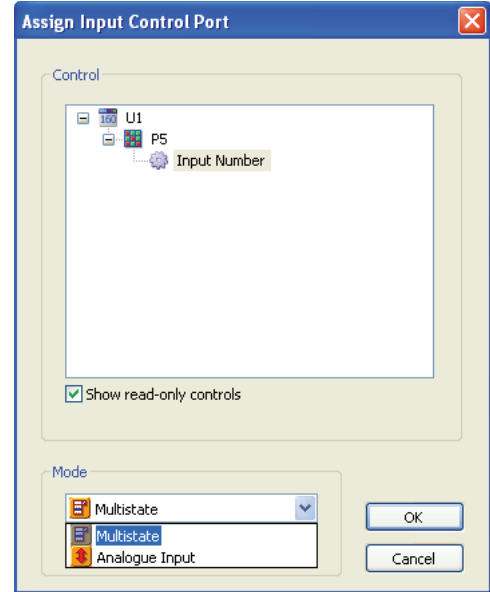 Assign Input Control Port
Control
160 U1
P5
Input Number
Show read-only controls
Mode
Multistate
OK
Multistate
Analogue Input
Cancel